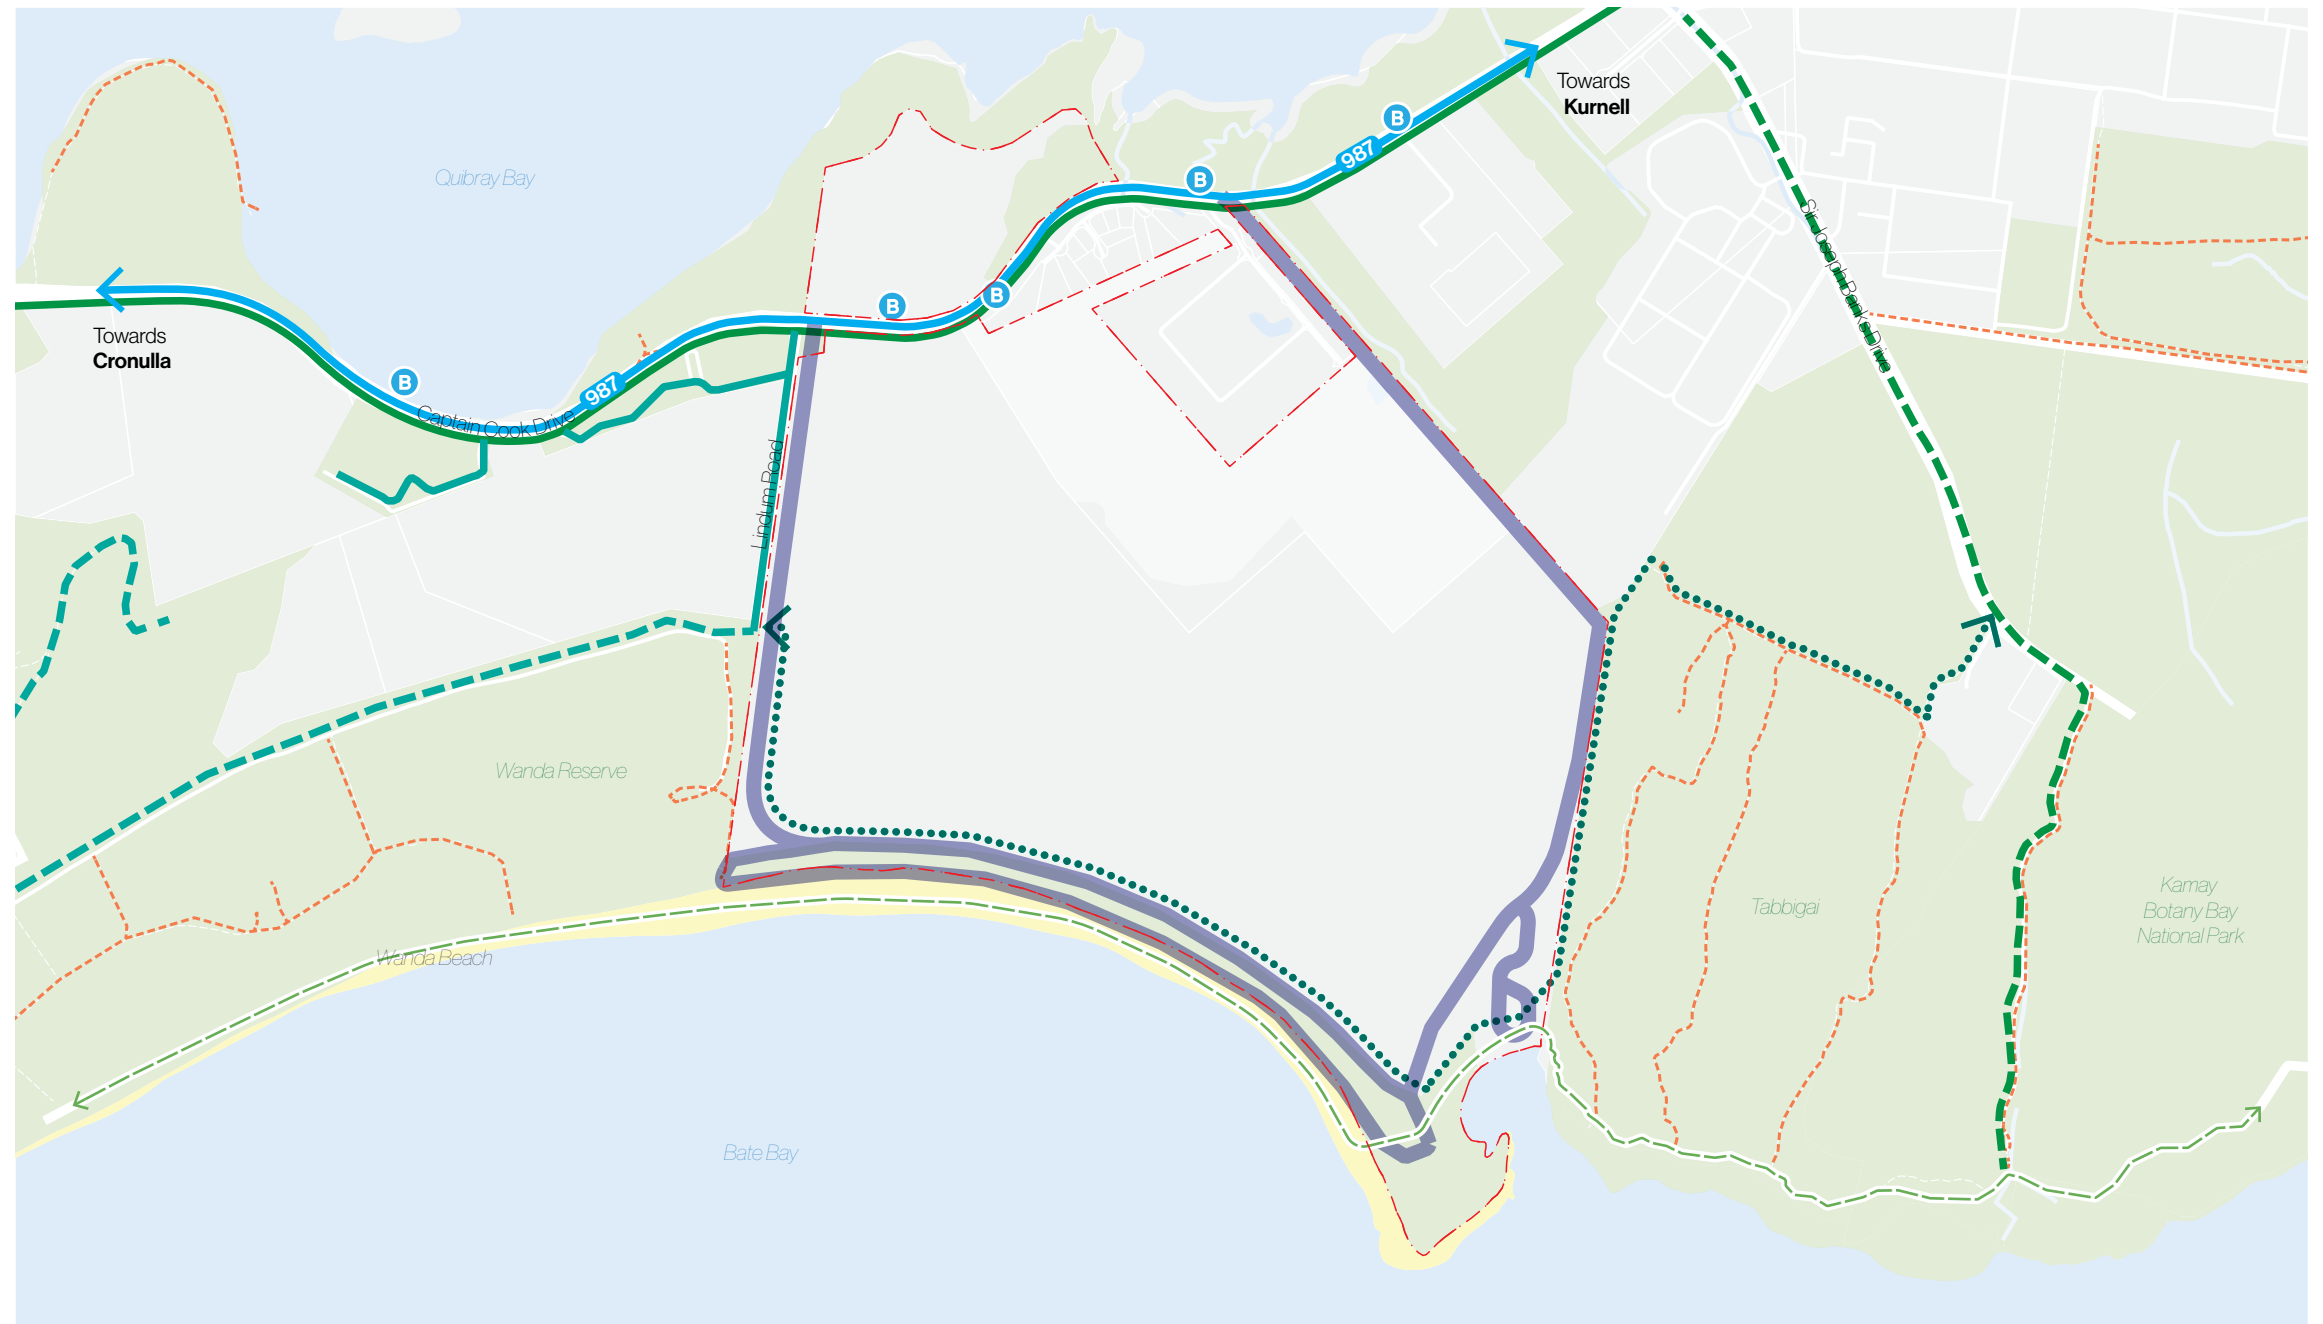 Towards
Kurnell
B
987
Quibray Bay
B
Sir Joseph Banks Drive
B
B
Towards
Cronulla
B
987
Captain Cook Drive
Lindum Road
Wanda Reserve
Kamay
Botany Bay
National Park
Tabbigai
Wanda Beach
Bate Bay